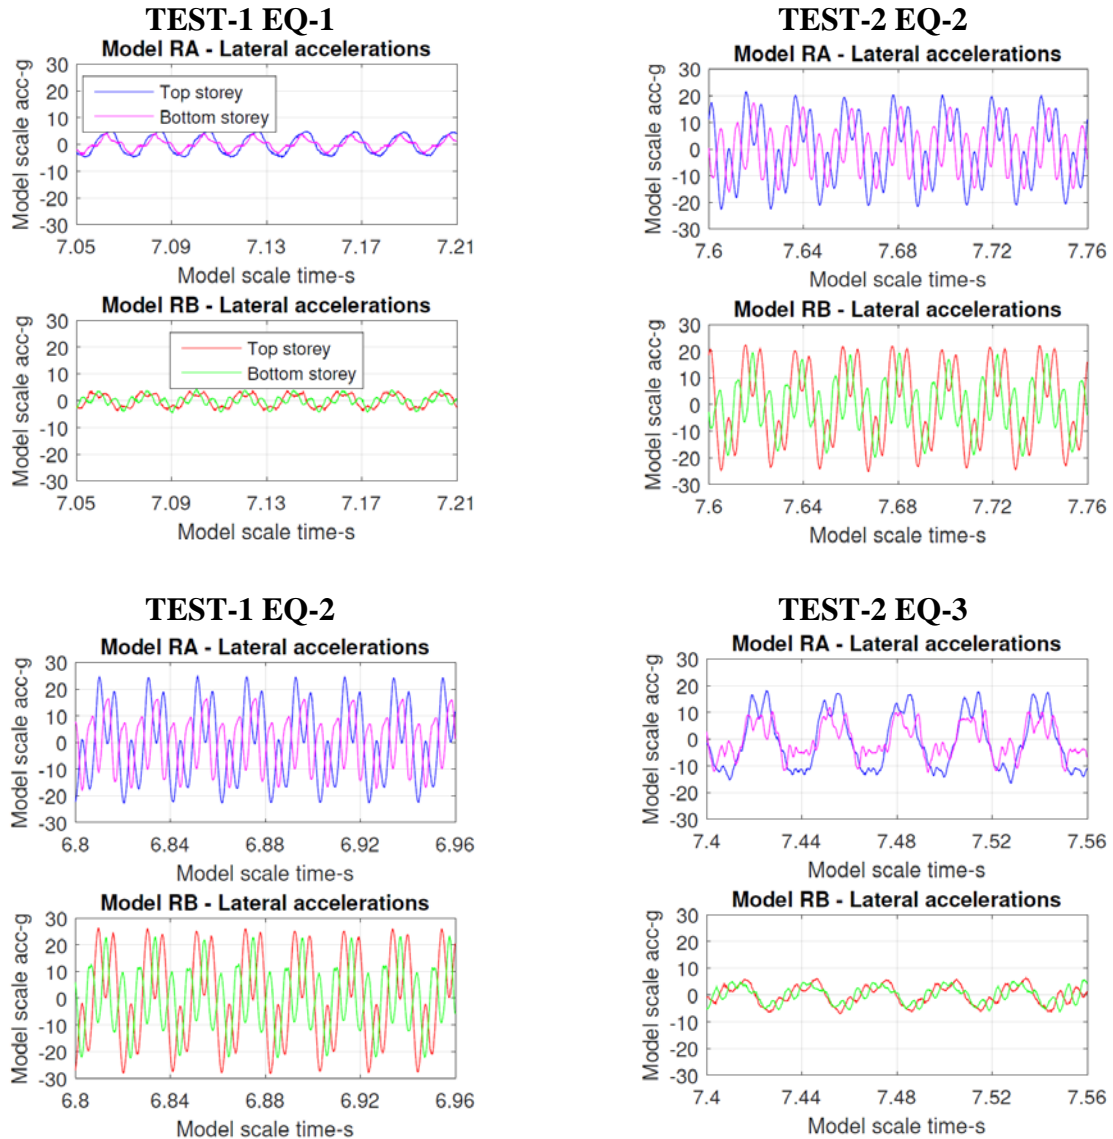 TEST-1 EQ-1
Model RA - Lateral accelerations
Model scale acc-g
30
20
10
0
-10
-20
-30
Top storey
Bottom storey
7.05 7.09 7.13 7.17 7.21
Model scale time-s
Model RB - Lateral accelerations
Model scale acc-g
30
20
10
0
-10
-20
-30
Top storey
Bottom storey
7.05 7.09 7.13 7.17 7.21
Model scale time-s
TEST-2 EQ-2
Model RA - Lateral accelerations
Model scale acc-g
30
20
10
0
-10
-20
-30
7.6 7.64 7.68 7.72 7.76
Model scale time-s
Model RB - Lateral accelerations
Model scale acc-g
30
20
10
0
-10
-20
-30
7.6 7.64 7.68 7.72 7.76
Model scale time-s
TEST-1 EQ-2
Model RA - Lateral accelerations
Model scale acc-g
30
20
10
0
-10
-20
-30
6.8 6.84 6.88 6.92 6.96
Model scale time-s
Model RB - Lateral accelerations
Model scale acc-g
30
20
10
0
-10
-20
-30
6.8 6.84 6.88 6.92 6.96
Model scale time-s
TEST-2 EQ-3
Model RA - Lateral accelerations
Model scale acc-g
30
20
10
0
-10
-20
-30
7.4 7.44 7.48 7.52 7.56
Model scale time-s
Model RB - Lateral accelerations
Model scale acc-g
30
20
10
0
-10
-20
-30
7.4 7.44 7.48 7.52 7.56
Model scale time-s